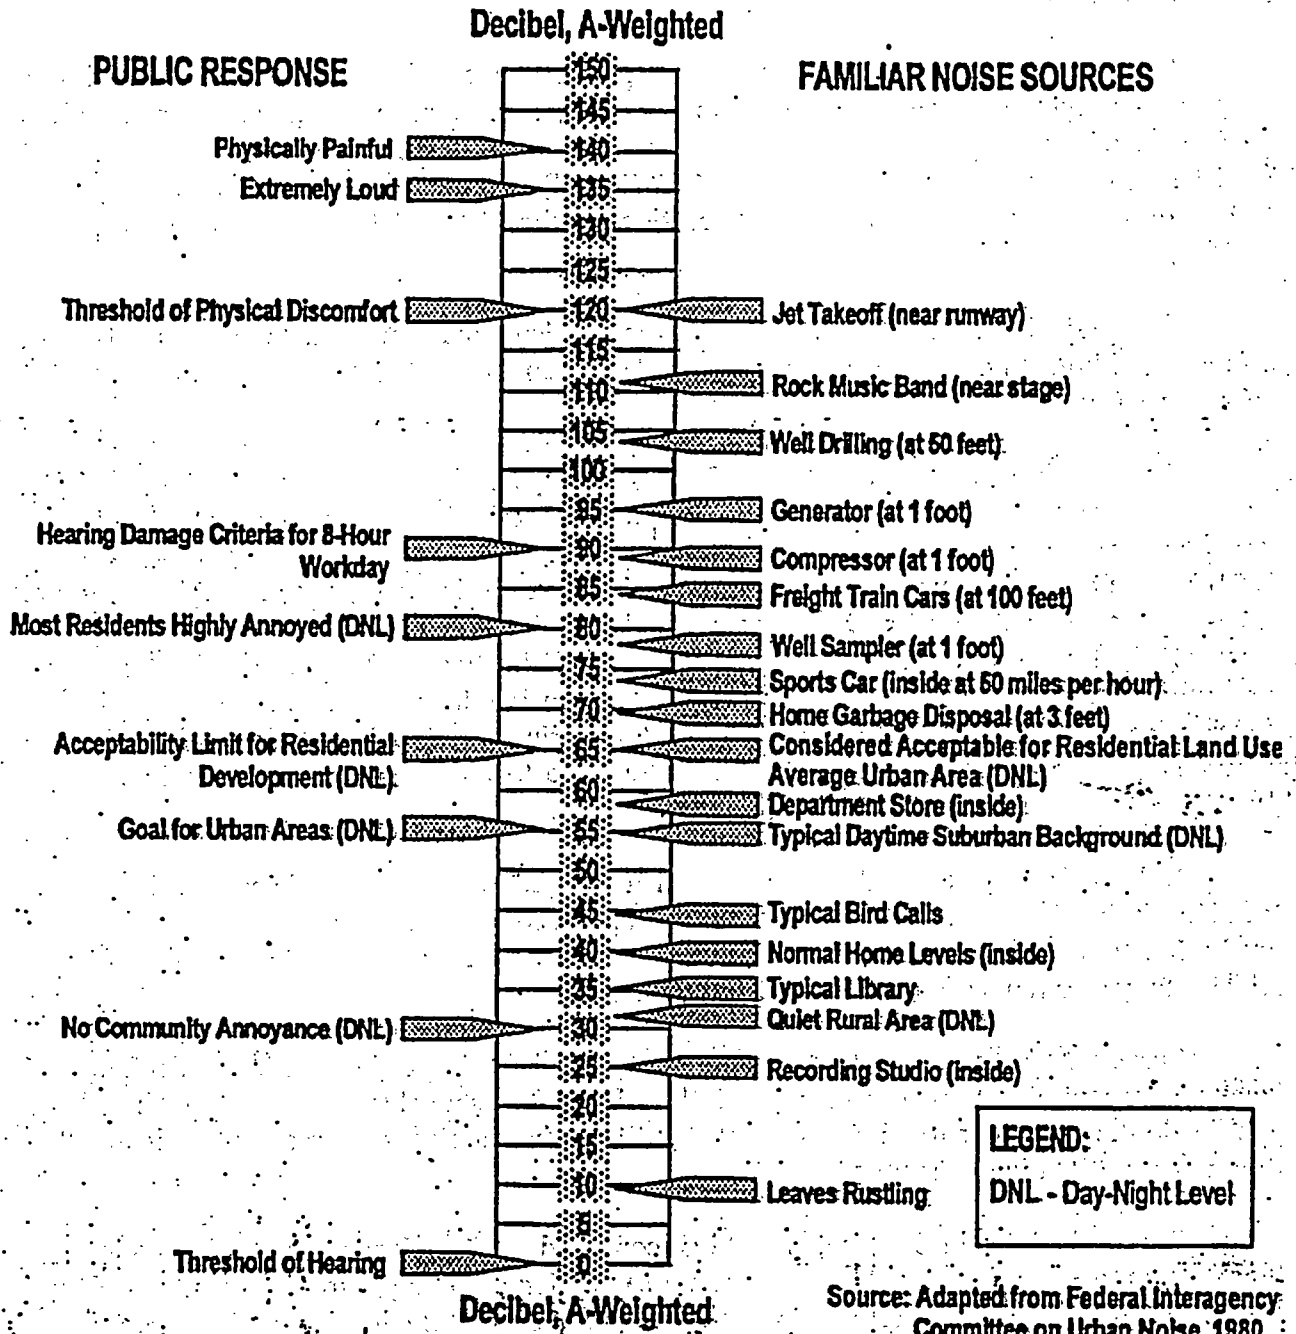 Decibel, A-Weighted
PUBLIC RESPONSE
FAMILIAR NOISE SOURCES
150
145
Physically Painful
140
Extremely Loud
135
130
125
Threshold of Physical Discomfort
120
Jet Takeoff (near runway)
115
Rock Music Band (near stage)
110
105
Well Drilling (at 50 feet)
100
95
Generator (at 1 foot)
Hearing Damage Criteria for 8-Hour
Workday
90
Compressor (at 1 foot)
85
Freight Train Cars (at 100 feet)
Most Residents Highly Annoyed (DNL)
80
Well Sampler (at 1 foot)
75
Sports Car (inside at 50 miles per hour)
70
Home Garbage Disposal (at 3 feet)
Acceptability Limit for Residential
Development (DNL)
65
Considered Acceptable for Residential Land Use
Average Urban Area (DNL)
60
Department Store (inside)
Goal for Urban Areas (DNL)
55
Typical Daytime Suburban Background (DNL)
50
45
Typical Bird Calls
40
Normal Home Levels (inside)
35
Typical Library
Quiet Rural Area (DNL)
No Community Annoyance (DNL)
30
25
Recording Studio (inside)
20
15
10
Leaves Rustling
5
Threshold of Hearing
0
Decibel, A-Weighted
LEGEND:
DNL - Day-Night Level
Source: Adapted from Federal Interagency
Committee on Urban Noise, 1980